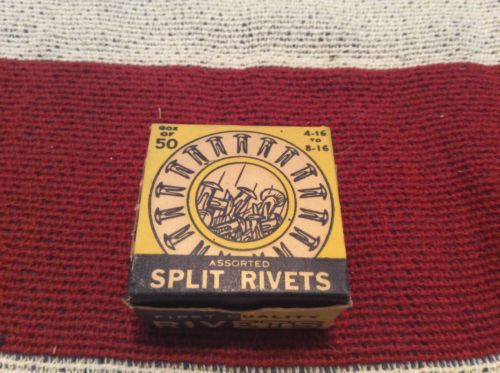 BOX
OF
50
4-16
TO
8-16
ASSORTED
SPLIT RIVETS
FIRST QUALITY
RIVETS